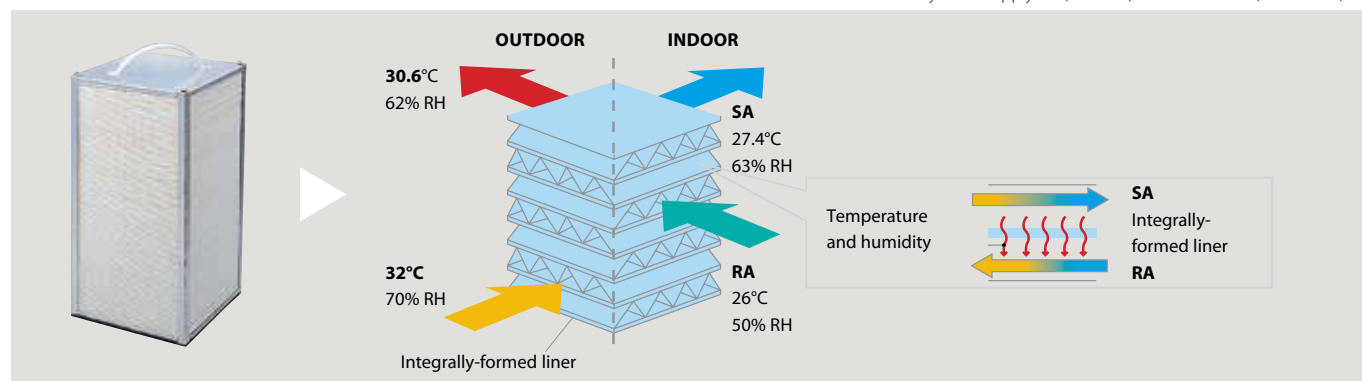 OUTDOOR INDOOR
30.6°C
62% RH
SA
27.4°C
63% RH
32°C
70% RH
RA
26°C
50% RH
Integrally-formed liner
Temperature
and humidity
SA
Integrally-
formed liner
RA